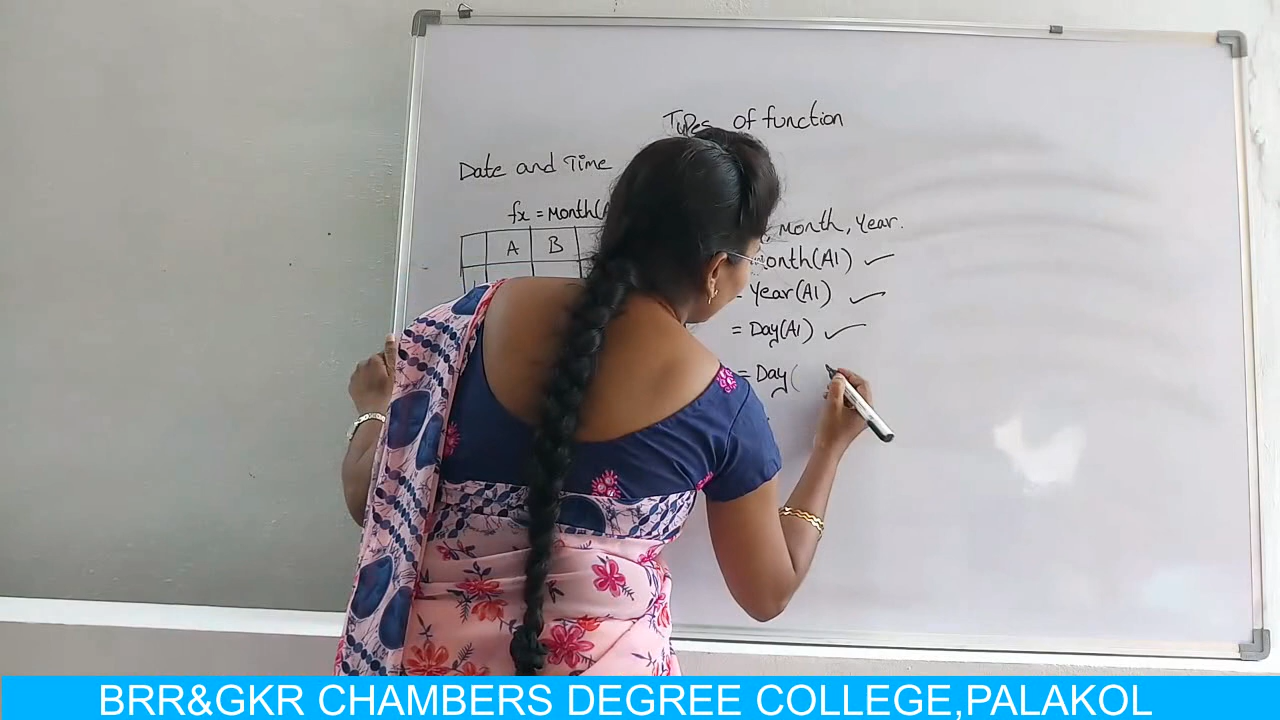 Types of function
Date and Time
fx = Month(
A B
Month, Year.
Month(A1)
= Year(A1)
= Day(A1)
= Day(
BRR&GKR CHAMBERS DEGREE COLLEGE,PALAKOL